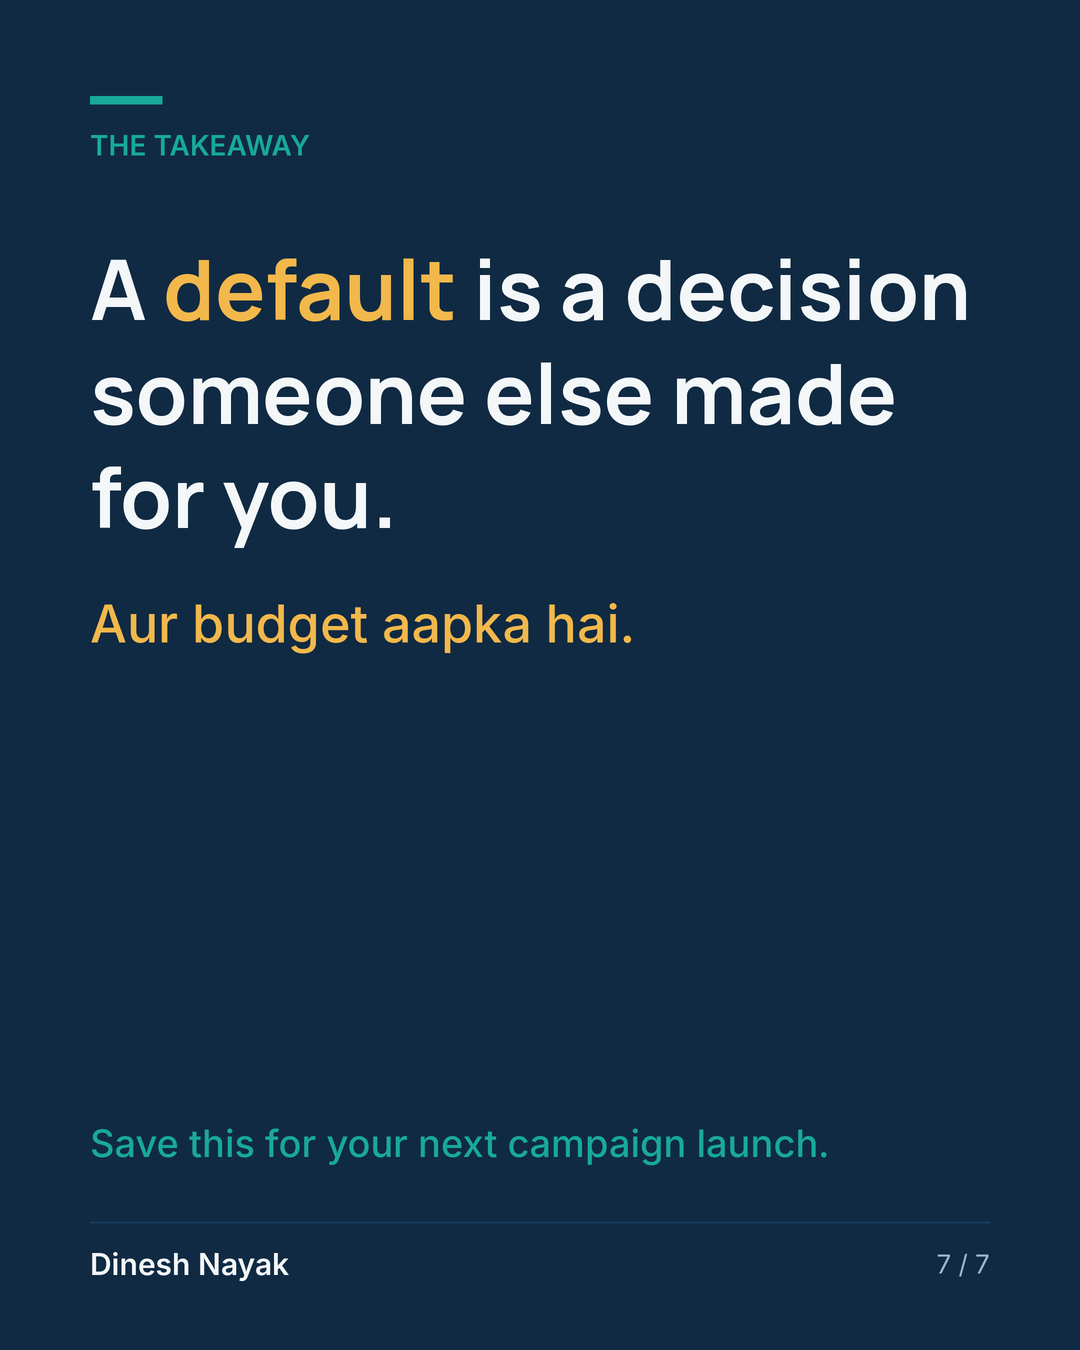 THE TAKEAWAY
A default is a decision
someone else made
for you.
Aur budget aapka hai.
Save this for your next campaign launch.
Dinesh Nayak
7 / 7